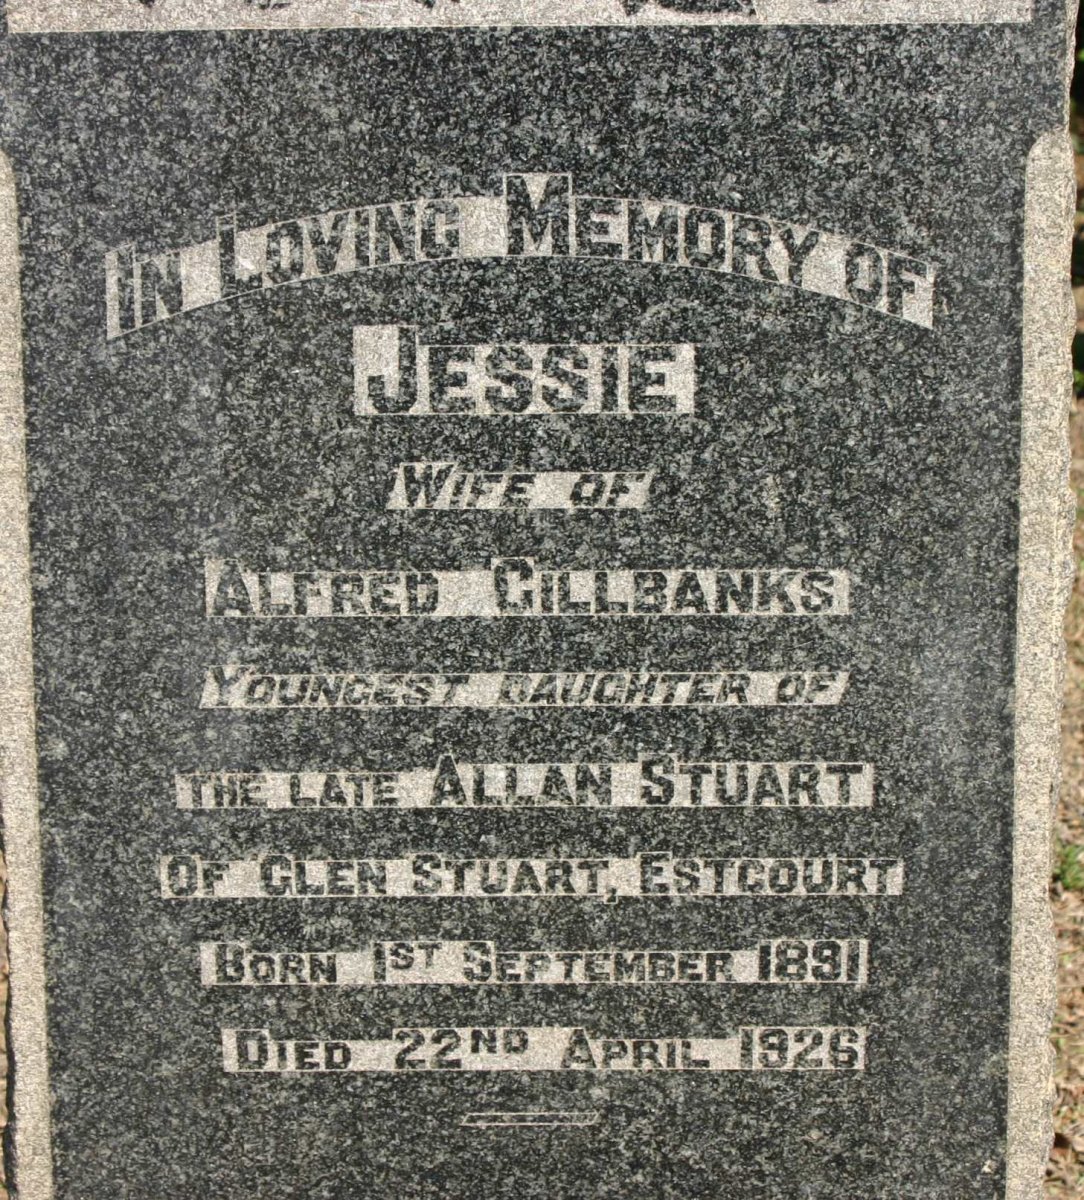 IN LOVING MEMORY OF
JESSIE
WIFE OF
ALFRED GILLBANKS
YOUNGEST DAUGHTER OF
THE LATE ALLAN STUART
OF GLEN STUART, ESTCOURT
BORN 1ST SEPTEMBER 1891
DIED 22ND APRIL 1926